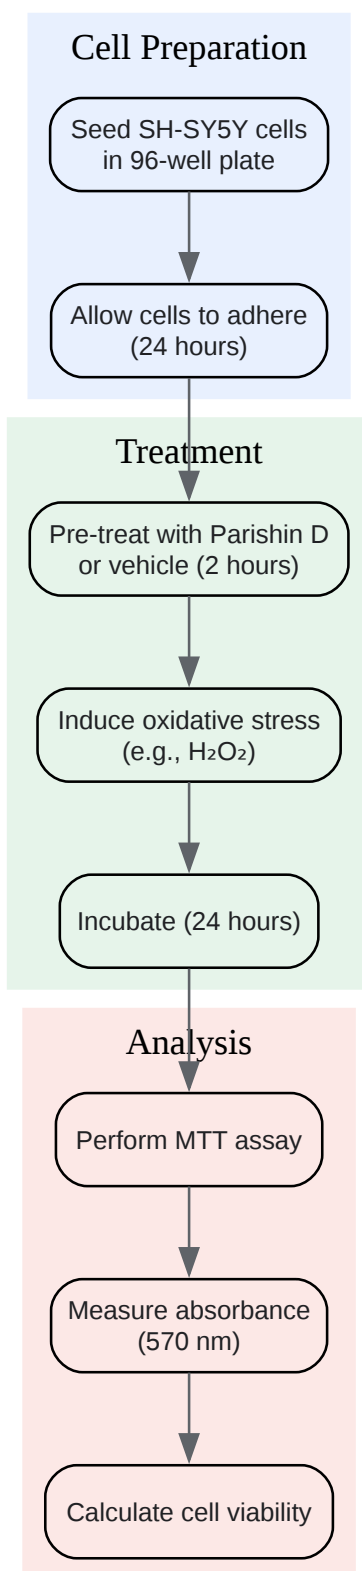 Cell Preparation
Seed SH-SY5Y cells
in 96-well plate
Allow cells to adhere
(24 hours)
Treatment
Pre-treat with Parishin D
or vehicle (2 hours)
Induce oxidative stress
(e.g., H₂O₂)
Incubate (24 hours)
Analysis
Perform MTT assay
Measure absorbance
(570 nm)
Calculate cell viability